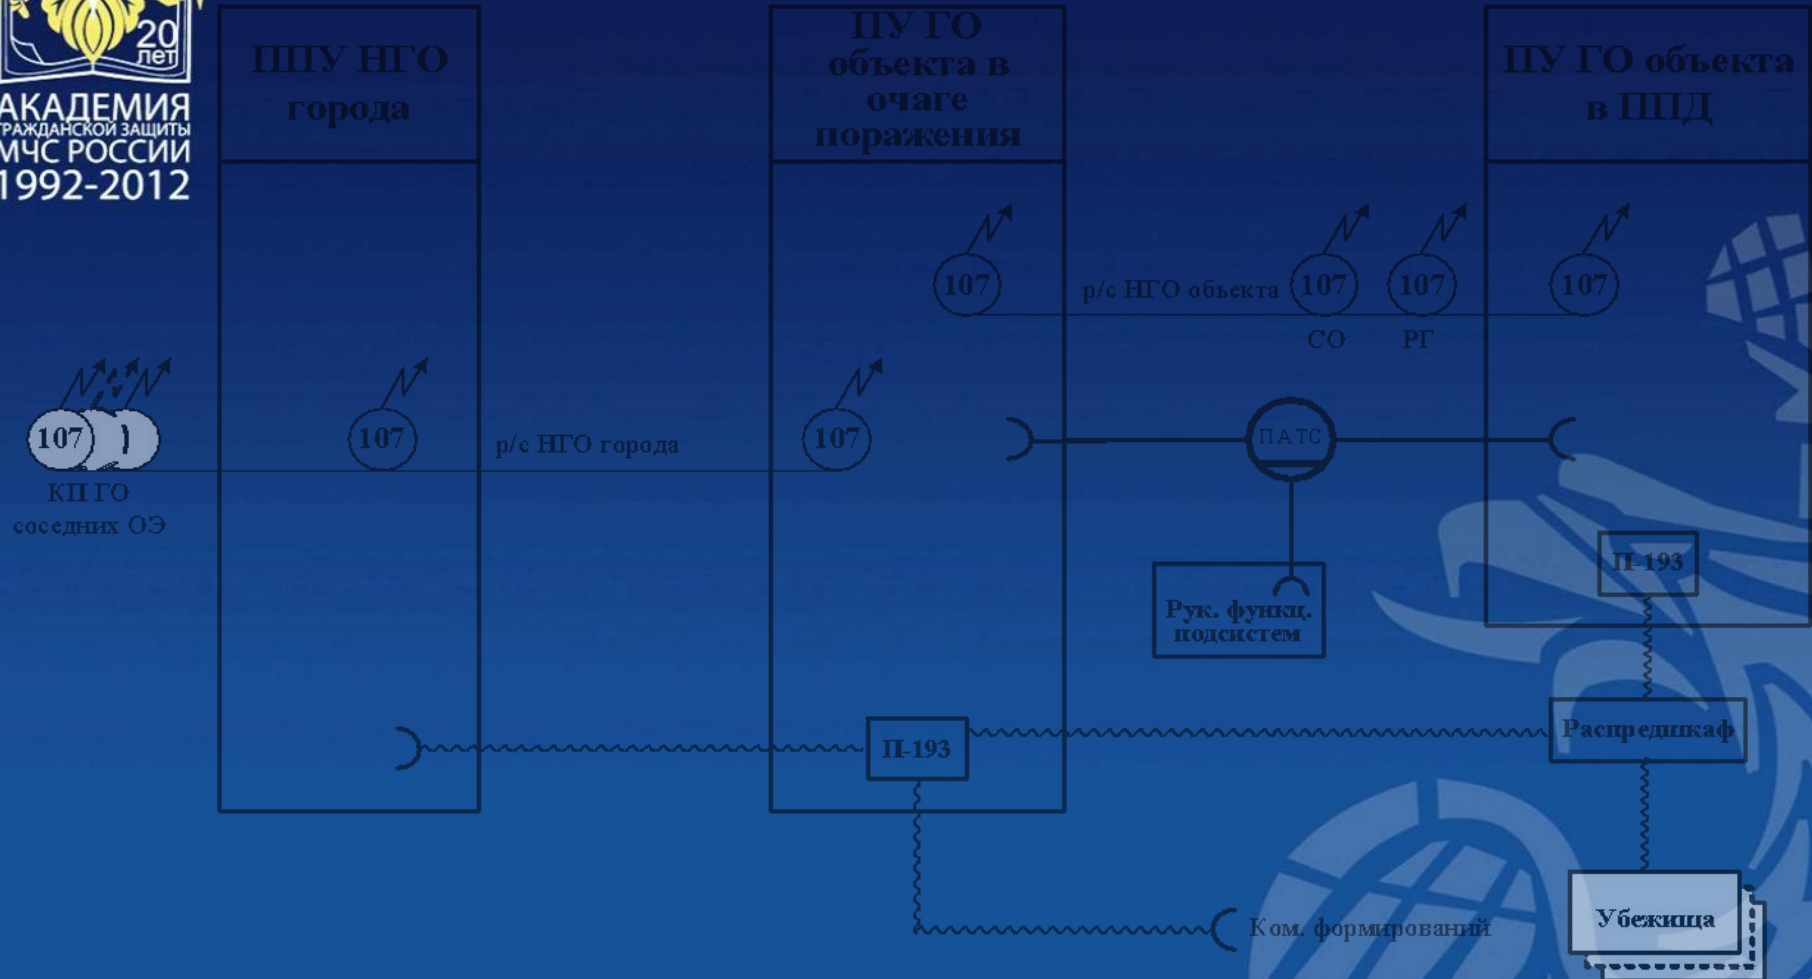 20
лет
АКАДЕМИЯ
ГРАЖДАНСКОЙ ЗАЩИТЫ
МЧС РОССИИ
1992-2012
ППУ НГО
города
ПУ ГО
объекта в
очаге
поражения
ПУ ГО объекта
в ППД
107
р/с НГО объекта
107
107
107
СО
РГ
107
107
р/с НГО города
107
ПАТС
КП ГО
соседних ОЭ
П-193
Рук. функц.
подсистем
П-193
Распредшкаф
Убежища
Ком. формирований